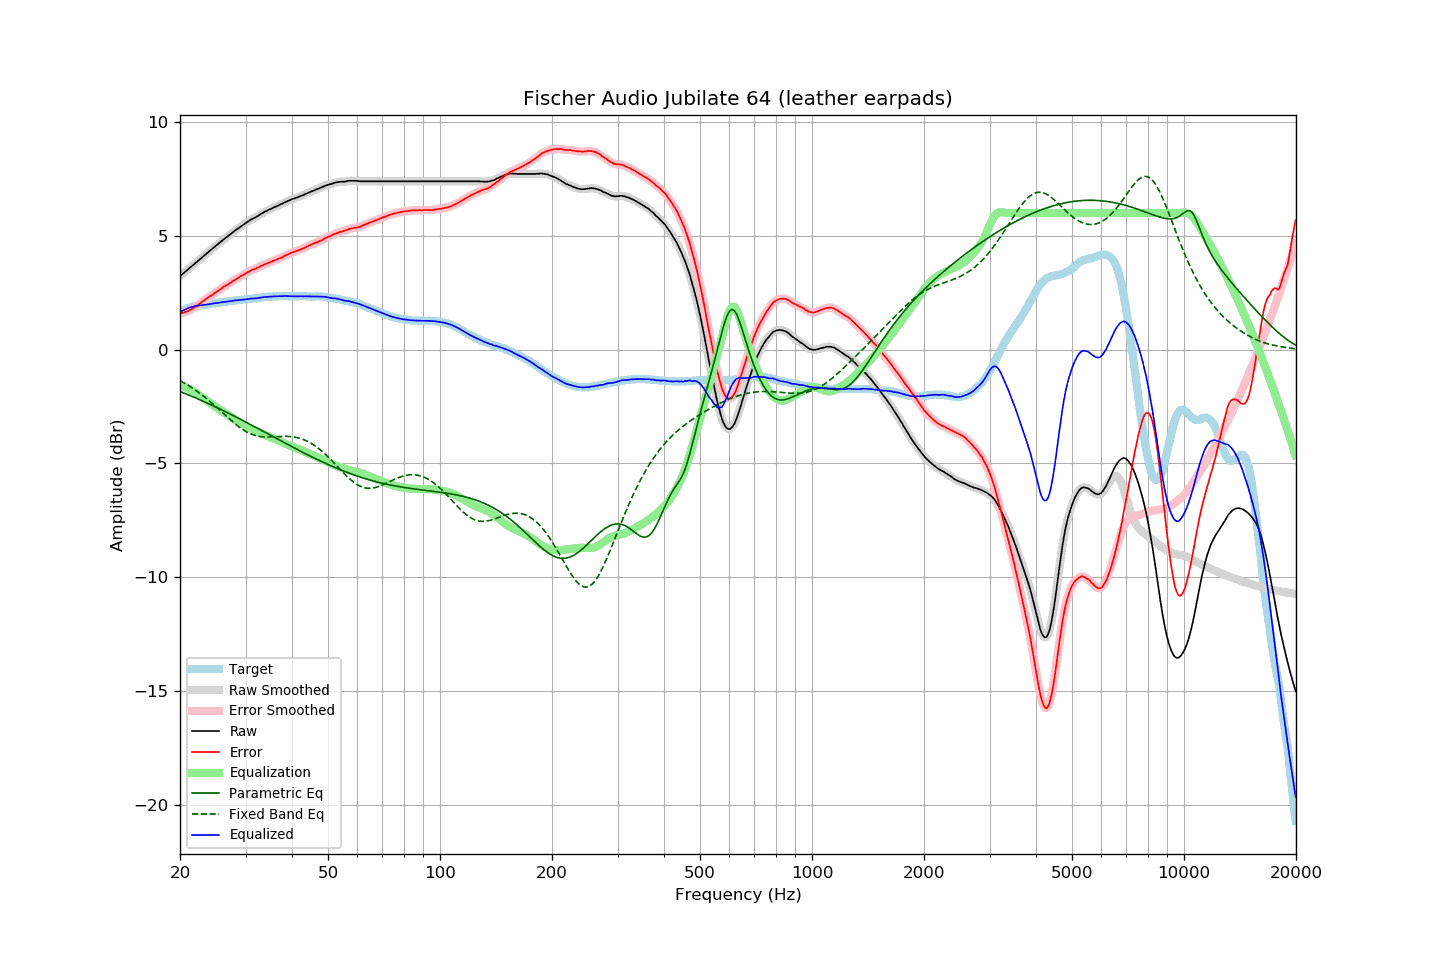 Fischer Audio Jubilate 64 (leather earpads)
Amplitude (dBr)
10
5
0
−5
−10
−15
−20
Target
Raw Smoothed
Error Smoothed
Raw
Error
Equalization
Parametric Eq
Fixed Band Eq
Equalized
20 50 100 200 500 1000 2000 5000 10000 20000
Frequency (Hz)